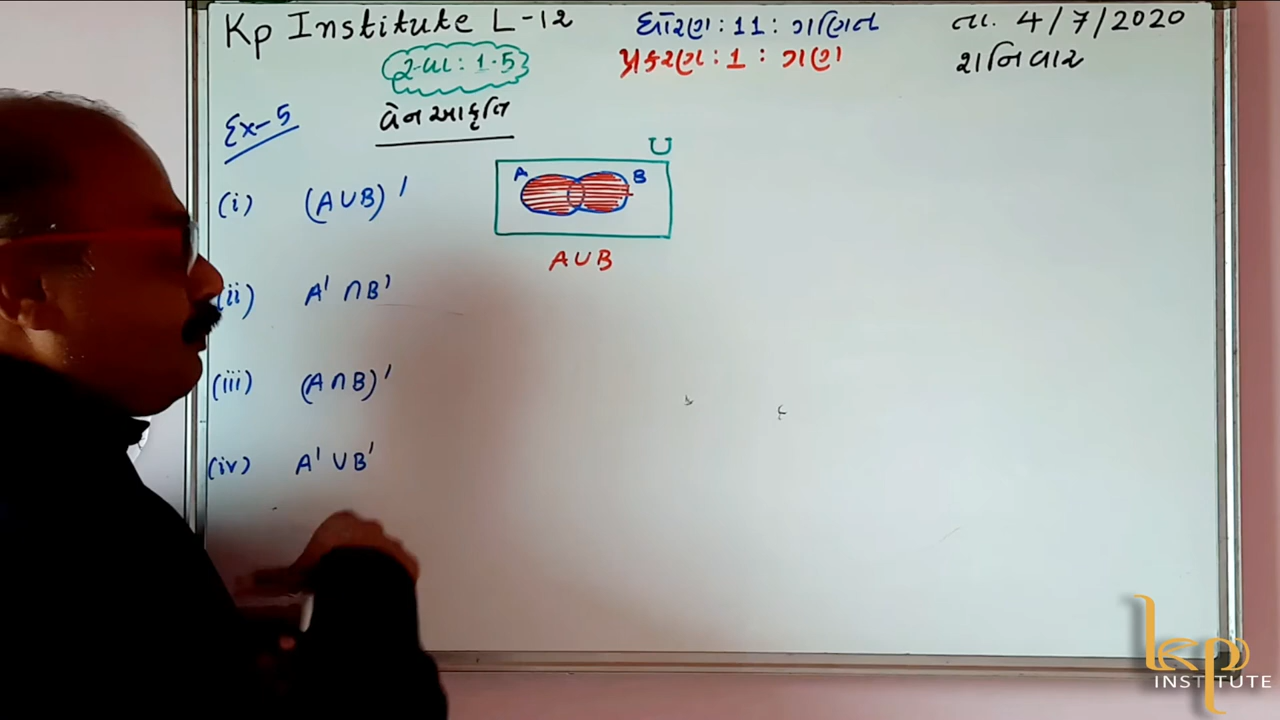 Kp Institute L-12
ધોરણ : 11 : ગણિત
તા. 4/7/2020
સ્વા : 1.5
પ્રકરણ : 1 : ગણો
શનિવાર
Ex-5
વેન આકૃતિ
U
A B
(i) (A∪B)'
A∪B
(ii) A' ∩ B'
(iii) (A∩B)'
(iv) A' ∪ B'
kp
INSTITUTE